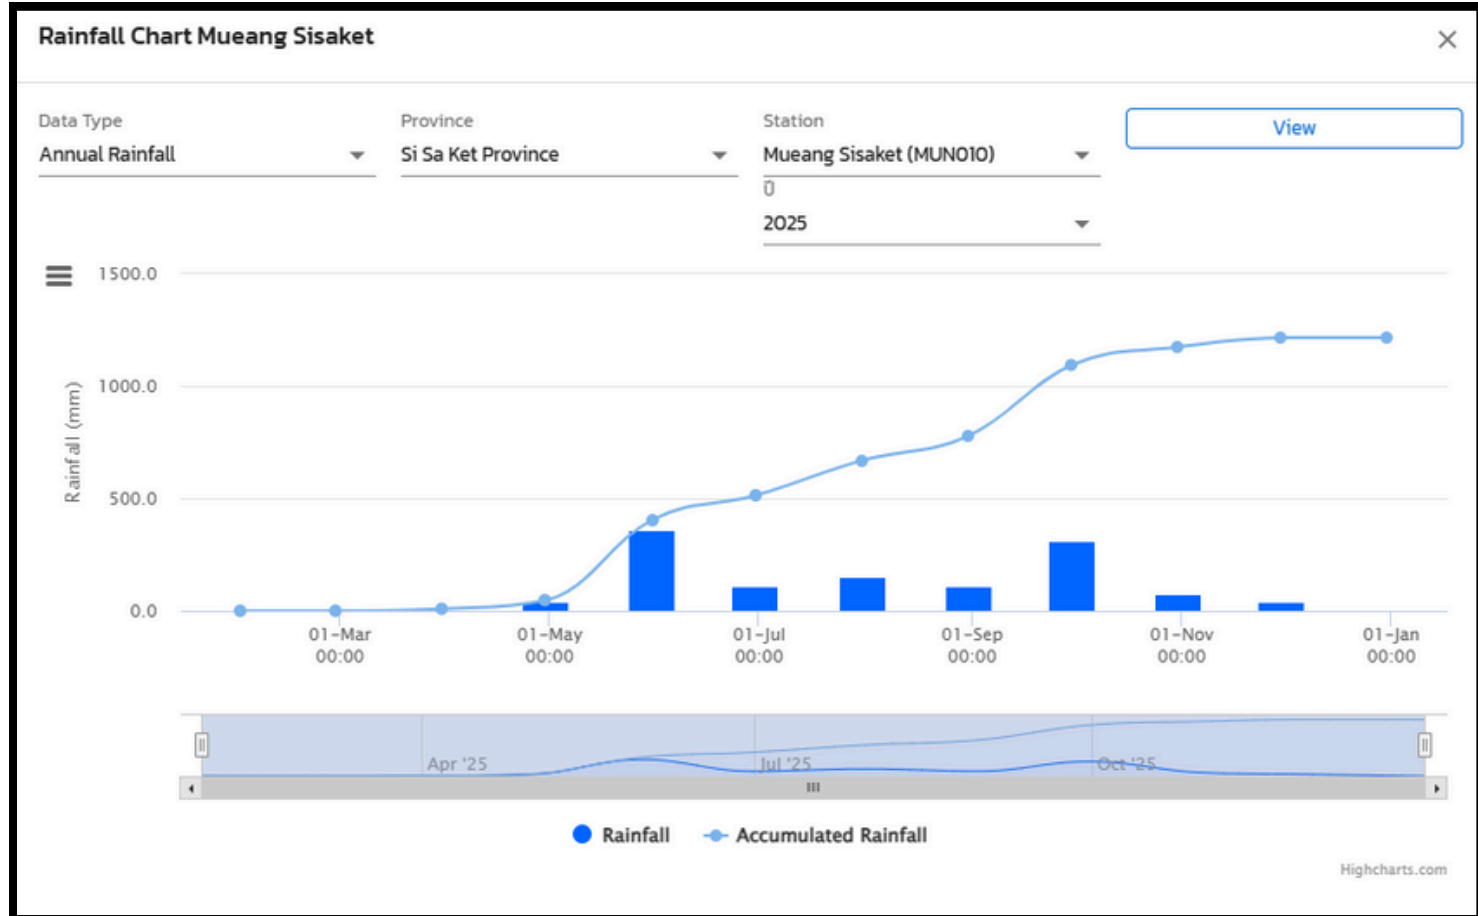 Rainfall Chart Mueang Sisaket
Data Type
Province
Station
View
Annual Rainfall
Si Sa Ket Province
Mueang Sisaket (MUN010)
ปี
2025
1500.0
1000.0
500.0
0.0
Rainfall (mm)
01-Mar
00:00
01-May
00:00
01-Jul
00:00
01-Sep
00:00
01-Nov
00:00
01-Jan
00:00
Apr '25
Jul '25
Oct '25
Rainfall
Accumulated Rainfall
Highcharts.com